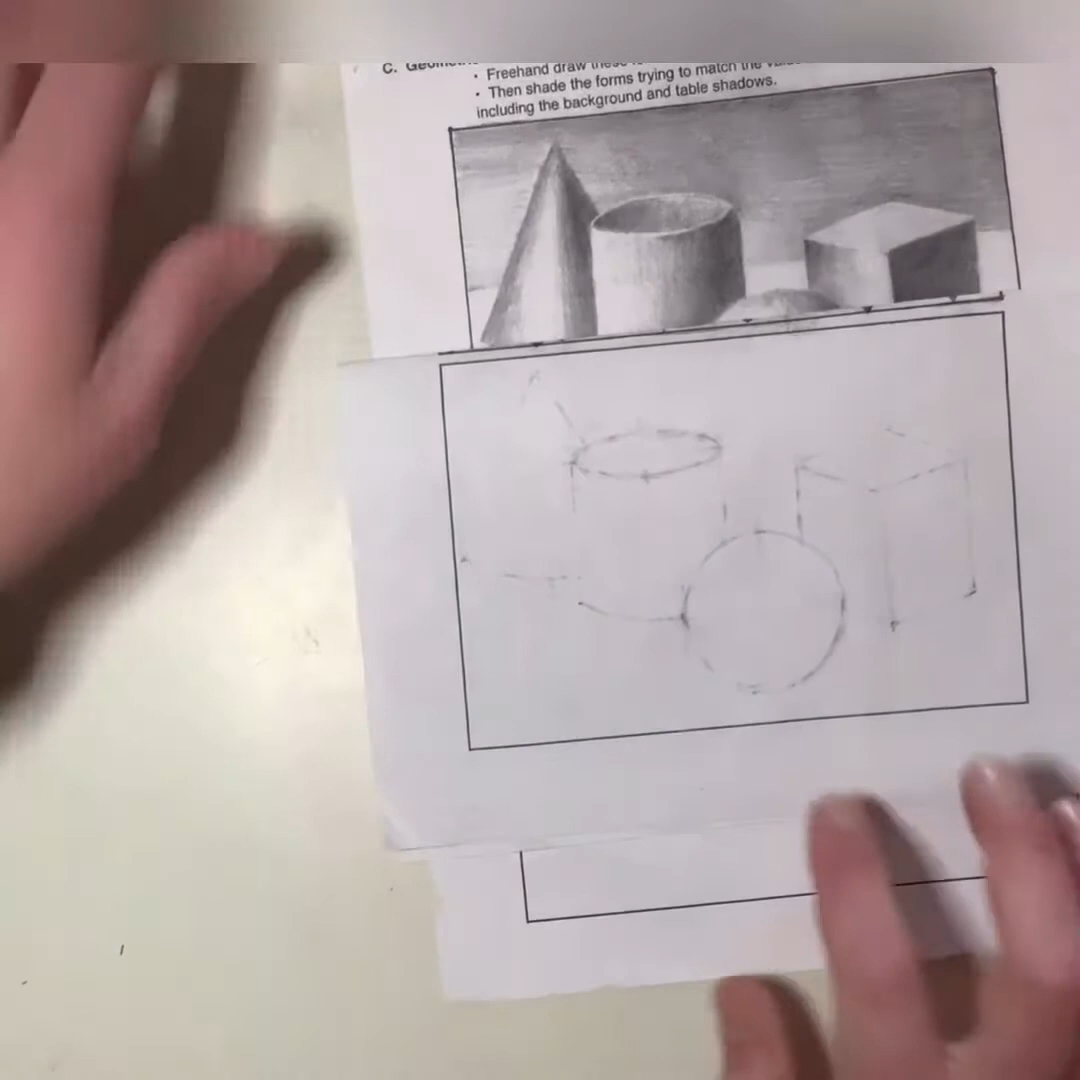 C.
• Freehand draw
• Then shade the forms trying to match the
including the background and table shadows.